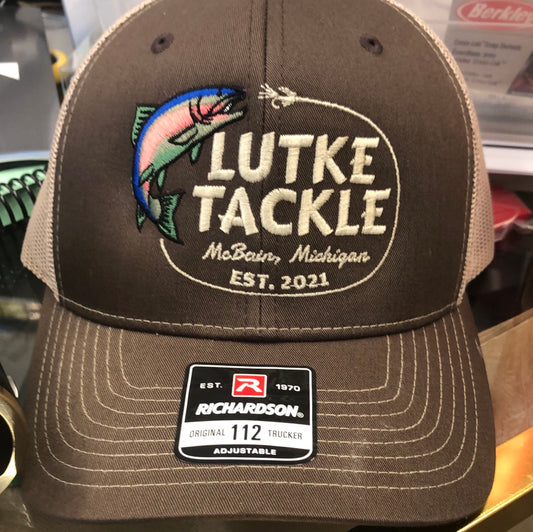 Berkley
LUTKE
TACKLE
McBain, Michigan
EST. 2021
EST. R 1970
RICHARDSON®
ORIGINAL 112 TRUCKER
ADJUSTABLE